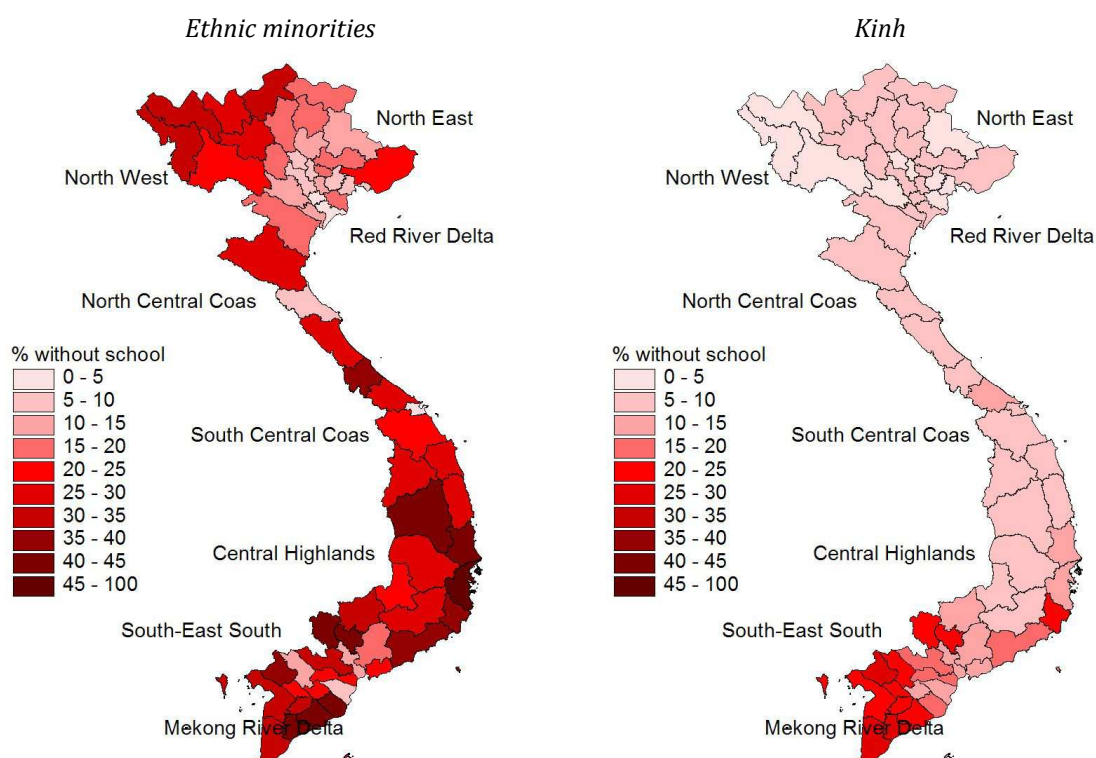 Ethnic minorities
North East
North West
Red River Delta
North Central Coas
% without school
0 - 5
5 - 10
10 - 15
15 - 20
20 - 25
25 - 30
30 - 35
35 - 40
40 - 45
45 - 100
South Central Coas
Central Highlands
South-East South
Mekong River Delta
Kinh
North East
North West
Red River Delta
North Central Coas
% without school
0 - 5
5 - 10
10 - 15
15 - 20
20 - 25
25 - 30
30 - 35
35 - 40
40 - 45
45 - 100
South Central Coas
Central Highlands
South-East South
Mekong River Delta